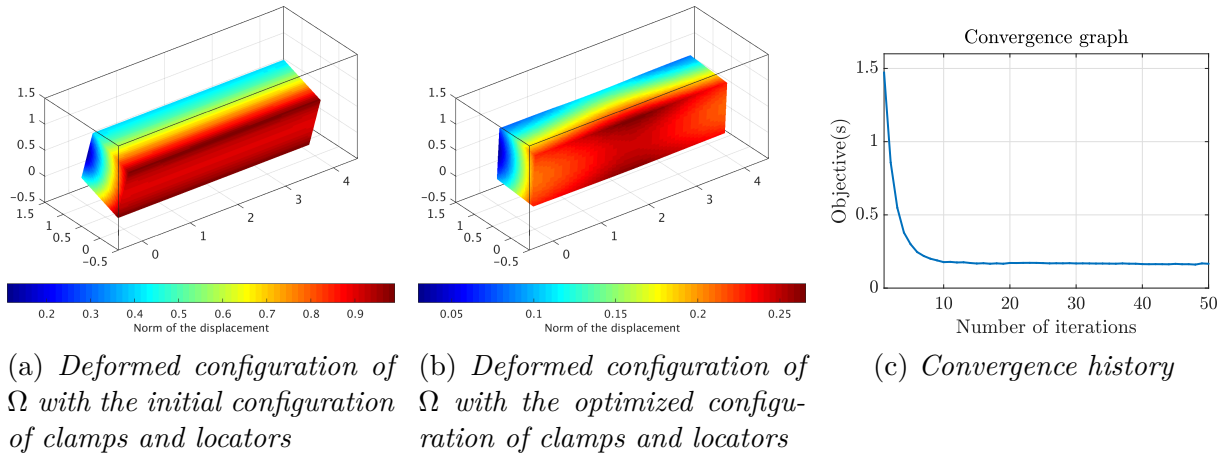 1.5
1
0.5
0
−0.5
1.5
1
0.5
0
−0.5
0
1
2
3
4
0.2 0.3 0.4 0.5 0.6 0.7 0.8 0.9
Norm of the displacement
(a) Deformed configuration of
Ω with the initial configuration
of clamps and locators
1.5
1
0.5
0
−0.5
1.5
1
0.5
0
−0.5
0
1
2
3
4
0.05 0.1 0.15 0.2 0.25
Norm of the displacement
(b) Deformed configuration of
Ω with the optimized configu-
ration of clamps and locators
Convergence graph
Objective(s)
1.5
1
0.5
0
10 20 30 40 50
Number of iterations
(c) Convergence history